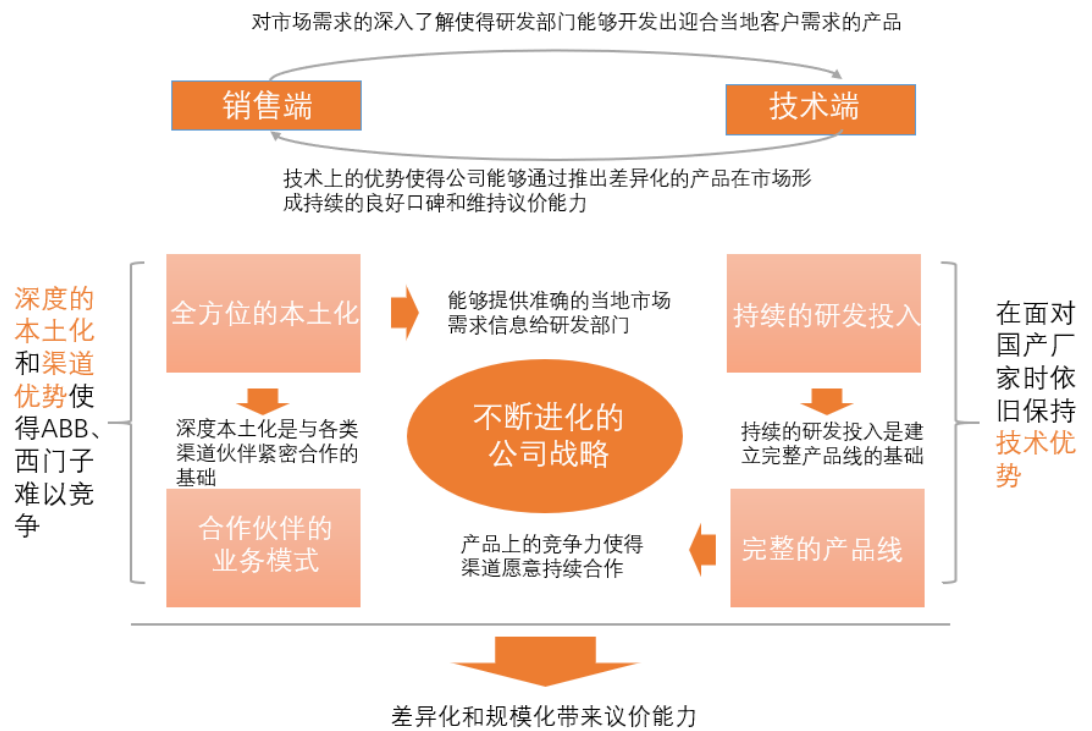 对市场需求的深入了解使得研发部门能够开发出迎合当地客户需求的产品
销售端
技术端
技术上的优势使得公司能够通过推出差异化的产品在市场形
成持续的良好口碑和维持议价能力
深度的
本土化
和渠道
优势使
得ABB、
西门子
难以竞
争
全方位的本土化
能够提供准确的当地市场
需求信息给研发部门
持续的研发投入
在面对
国产厂
家时依
旧保持
技术优
势
不断进化的
公司战略
深度本土化是与各类
渠道伙伴紧密合作的
基础
持续的研发投入是建
立完整产品线的基础
合作伙伴的
业务模式
产品上的竞争力使得
渠道愿意持续合作
完整的产品线
差异化和规模化带来议价能力